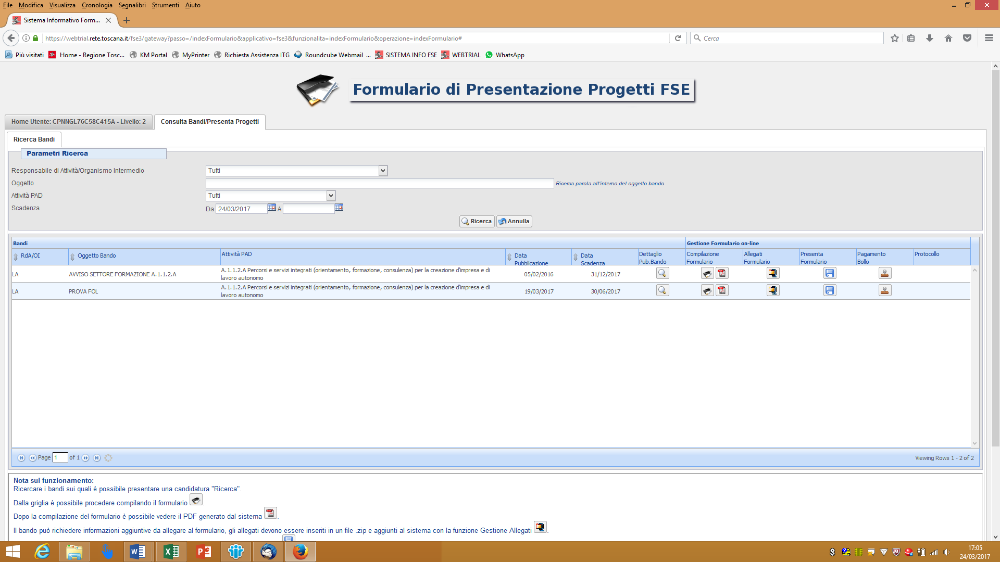 File Modifica Visualizza Cronologia Segnalibri Strumenti Aiuto
Sistema Informativo Form...
https://webtrial.rete.toscana.it/fse3/gateway?passo=/indexFormulario&applicativo=fse3&funzionalita=indexFormulario&operazione=indexFormulario#
Cerca
Più visitati Home - Regione Tosc... KM Portal MyPrinter Richiesta Assistenza ITG Roundcube Webmail ... SISTEMA INFO FSE WEBTRIAL WhatsApp
Formulario di Presentazione Progetti FSE
Home Utente: CPNNGL76C58C415A - Livello: 2 Consulta Bandi/Presenta Progetti
Ricerca Bandi
Parametri Ricerca
Responsabile di Attività/Organismo Intermedio Tutti
Oggetto Ricerca parola all'interno del oggetto bando
Attività PAD Tutti
Scadenza Da 24/03/2017 A
Ricerca Annulla
Bandi Gestione Formulario on-line
RdA/OI Oggetto Bando Attività PAD Data Pubblicazione Data Scadenza Dettaglio Pub.Bando Compilazione Formulario Allegati Formulario Presenta Formulario Pagamento Bollo Protocollo
LA AVVISO SETTORE FORMAZIONE A.1.1.2.A A.1.1.2.A Percorsi e servizi integrati (orientamento, formazione, consulenza) per la creazione d'impresa e di lavoro autonomo 05/02/2016 31/12/2017
LA PROVA FOL A.1.1.2.A Percorsi e servizi integrati (orientamento, formazione, consulenza) per la creazione d'impresa e di lavoro autonomo 19/03/2017 30/06/2017
Page 1 of 1 Viewing Rows 1 - 2 of 2
Nota sul funzionamento:
Ricercare i bandi sui quali è possibile presentare una candidatura "Ricerca".
Dalla griglia è possibile procedere compilando il formulario .
Dopo la compilazione del formulario è possibile vedere il PDF generato dal sistema .
Il bando può richiedere informazioni aggiuntive da allegare al formulario, gli allegati devono essere inseriti in un file .zip e aggiunti al sistema con la funzione Gestione Allegati .
17:05
24/03/2017